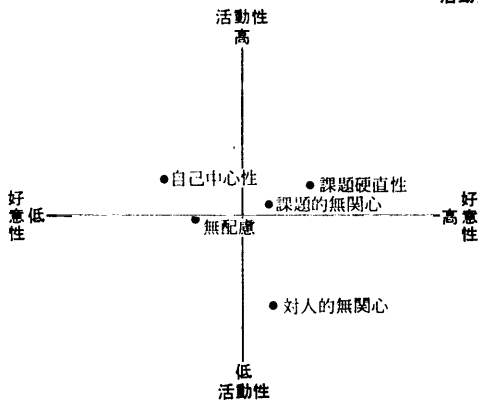 活動
活動性
高
自己中心性
課題硬直性
課題的無関心
好意性
低
高
好意性
無配慮
対人的無関心
低
活動性